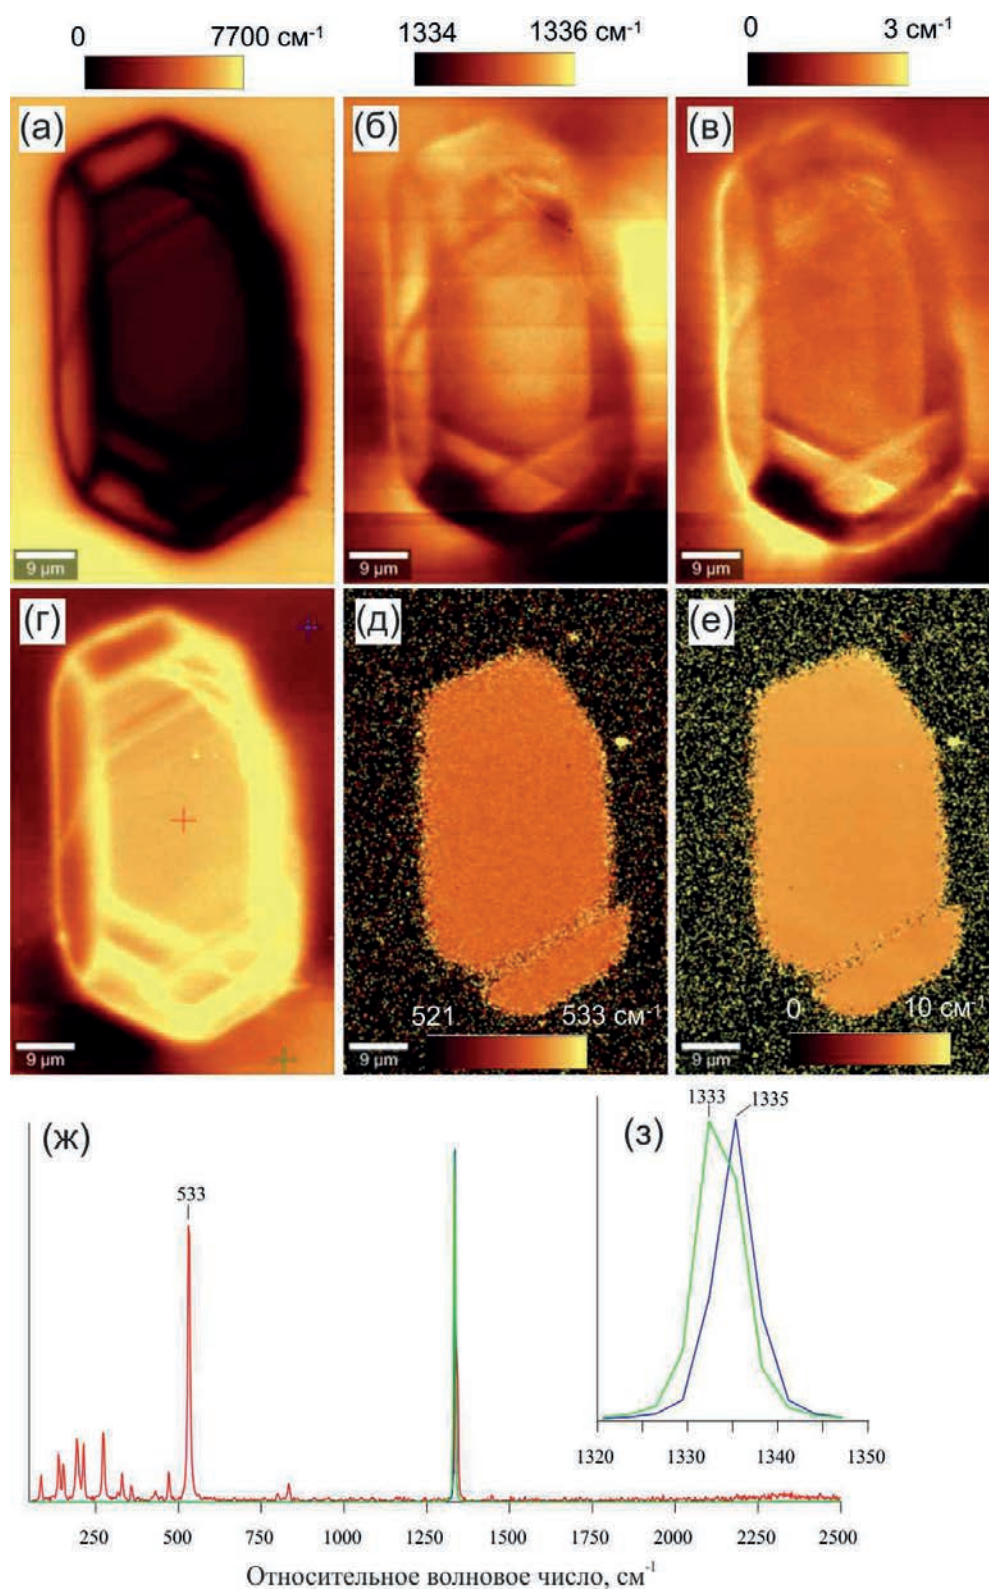 0 7700 см⁻¹ 1334 1336 см⁻¹ 0 3 см⁻¹
(а) (б) (в)
9 µm 9 µm 9 µm
(г) (д) (е)
521 533 см⁻¹ 0 10 см⁻¹
9 µm 9 µm 9 µm
(ж) 1333 1335 (з)
533
1320 1330 1340 1350
250 500 750 1000 1250 1500 1750 2000 2250 2500
Относительное волновое число, см⁻¹